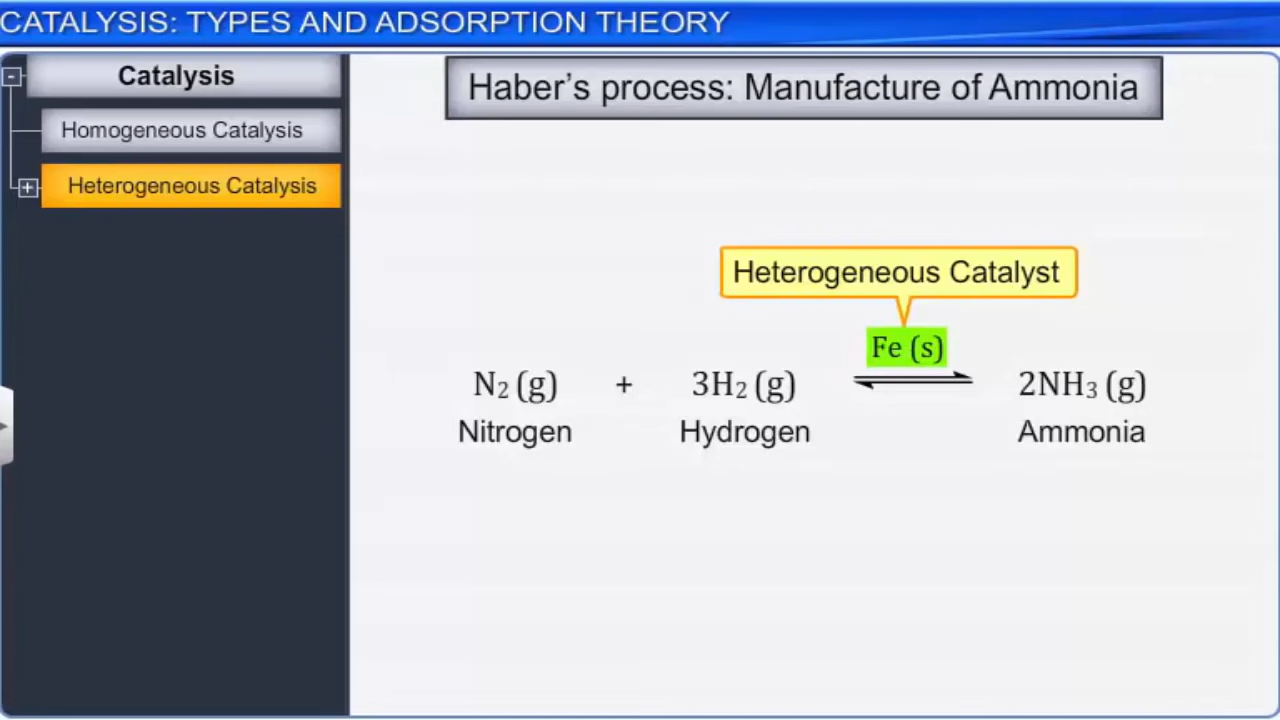 CATALYSIS: TYPES AND ADSORPTION THEORY
Catalysis
Homogeneous Catalysis
Heterogeneous Catalysis
Haber’s process: Manufacture of Ammonia
Heterogeneous Catalyst
Fe (s)
N₂ (g) + 3H₂ (g) ⇌ 2NH₃ (g)
Nitrogen Hydrogen Ammonia